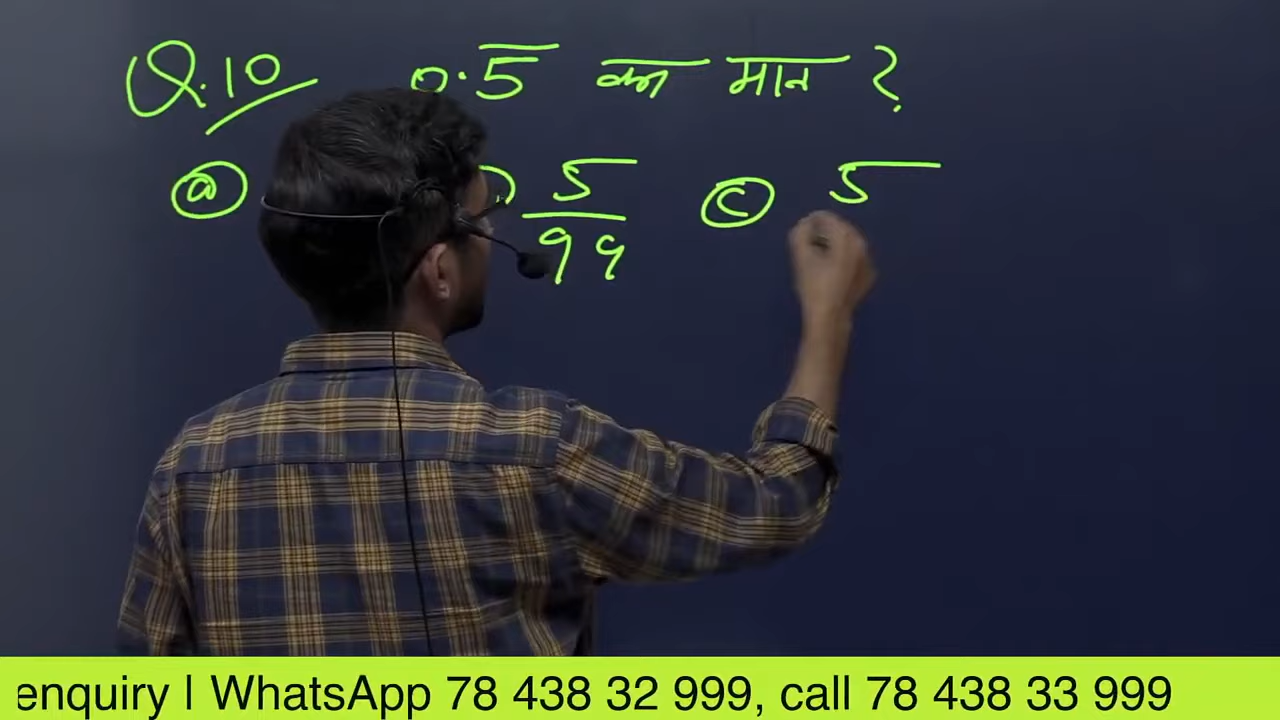 Q.10 0.5̅ का मान ?
(a) 5/99 (c) 5
enquiry | WhatsApp 78 438 32 999, call 78 438 33 999